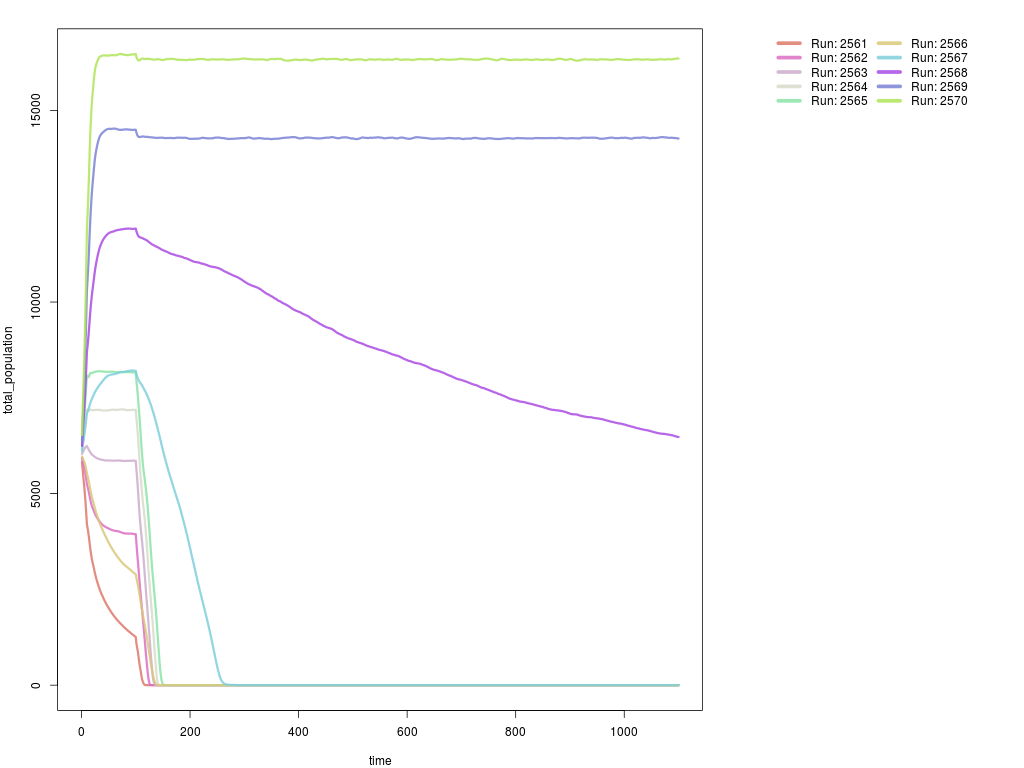 Run: 2561
Run: 2562
Run: 2563
Run: 2564
Run: 2565
Run: 2566
Run: 2567
Run: 2568
Run: 2569
Run: 2570
total_population
15000
10000
5000
0
0
200
400
600
800
1000
time